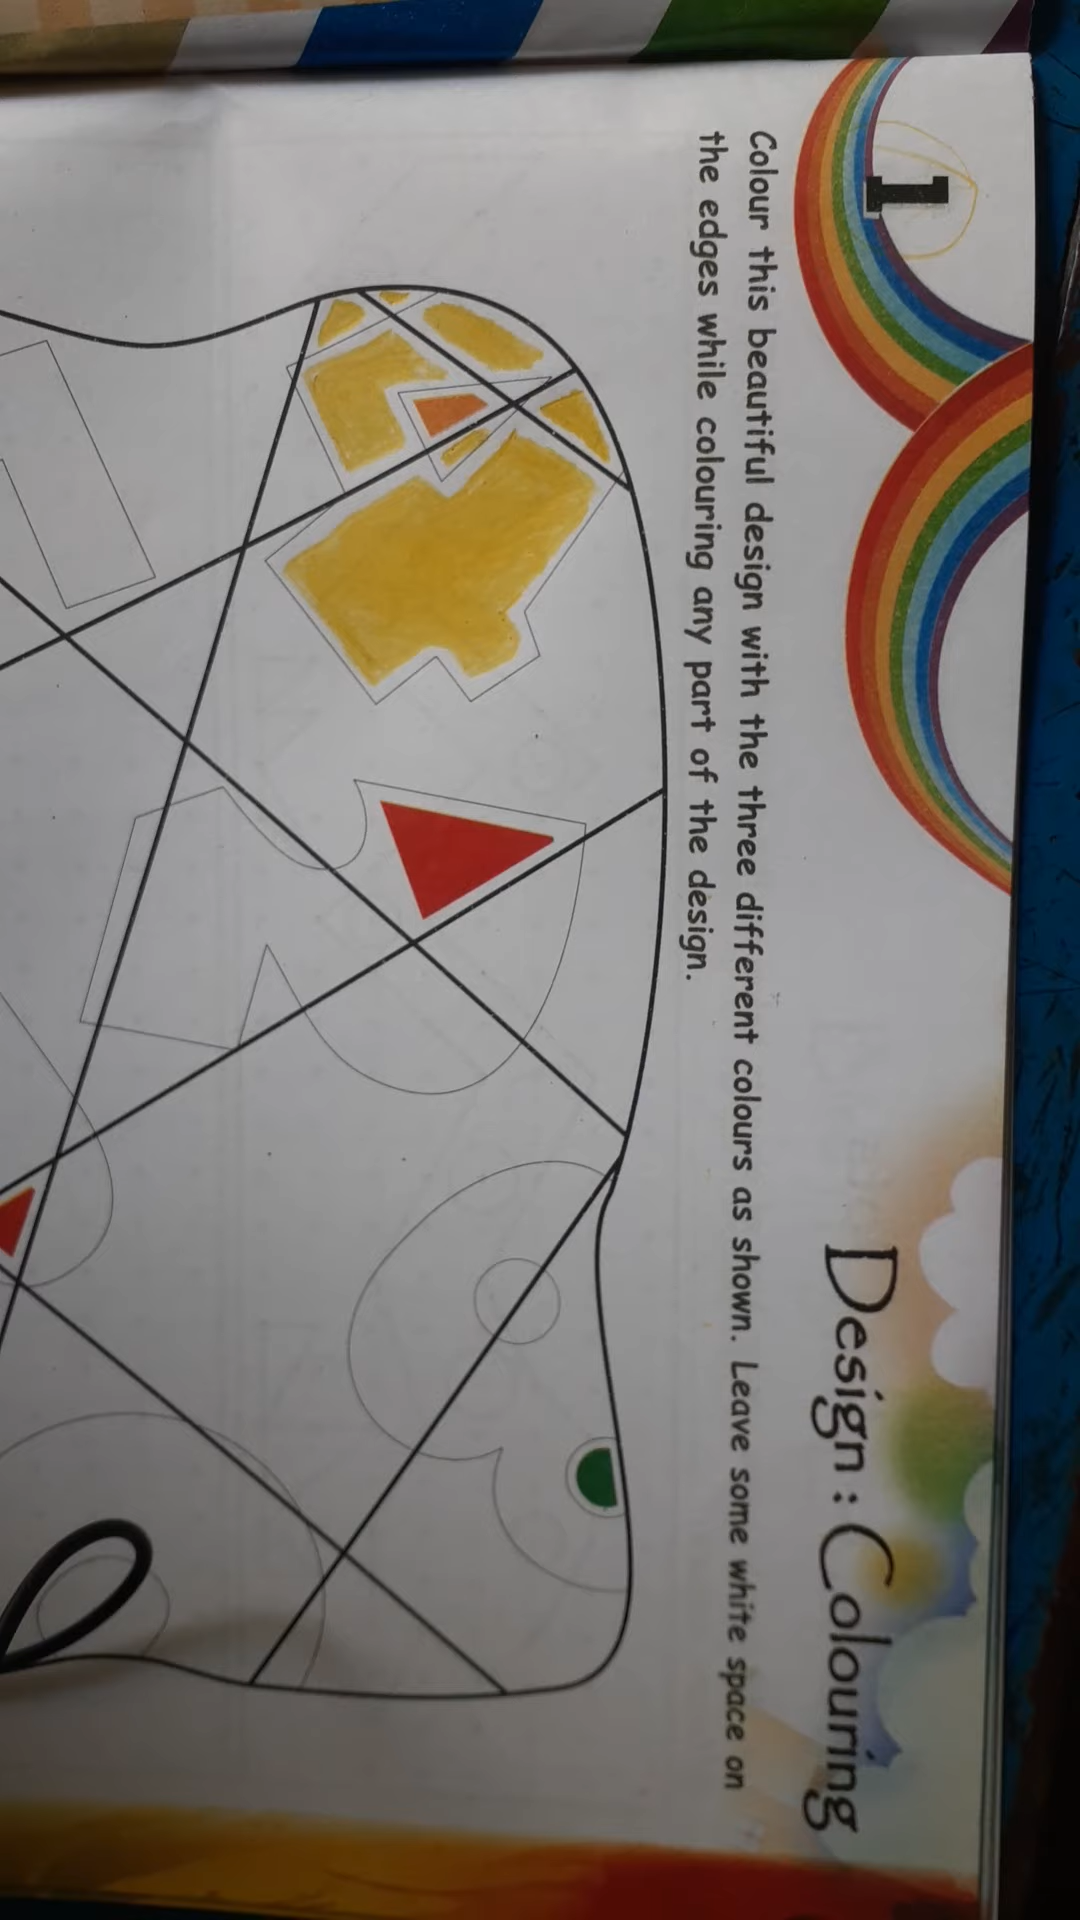 1
Design : Colouring
Colour this beautiful design with the three different colours as shown. Leave some white space on
the edges while colouring any part of the design.